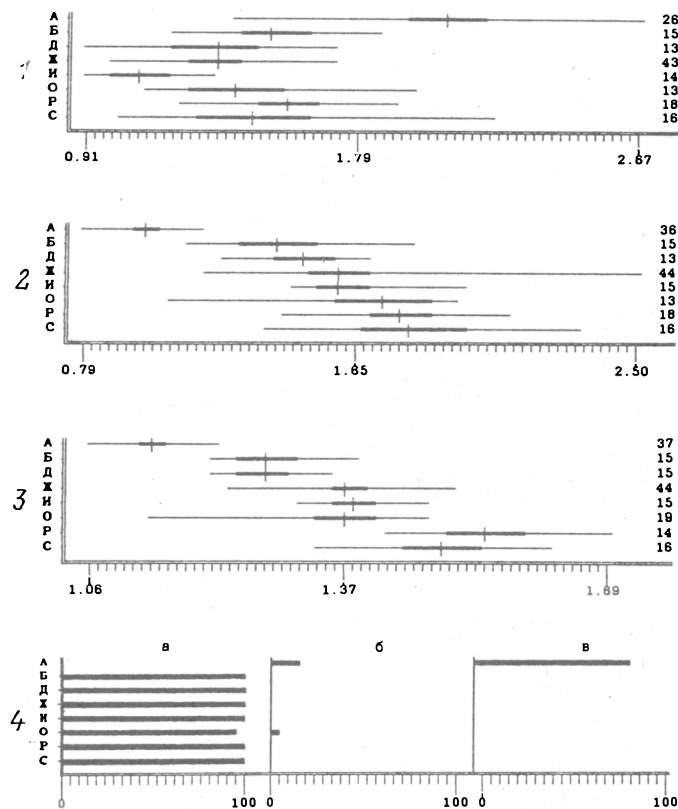 А 26
Б 15
Д 13
Ж 43
И 14
О 13
Р 18
С 16
1
0.91 1.79 2.67
А 36
Б 15
Д 13
Ж 44
И 15
О 13
Р 18
С 16
2
0.79 1.65 2.50
А 37
Б 15
Д 15
Ж 44
И 15
О 19
Р 14
С 16
3
1.06 1.37 1.69
а б в
А
Б
Д
Ж
И
О
Р
С
4
0 100 0 100 0 100